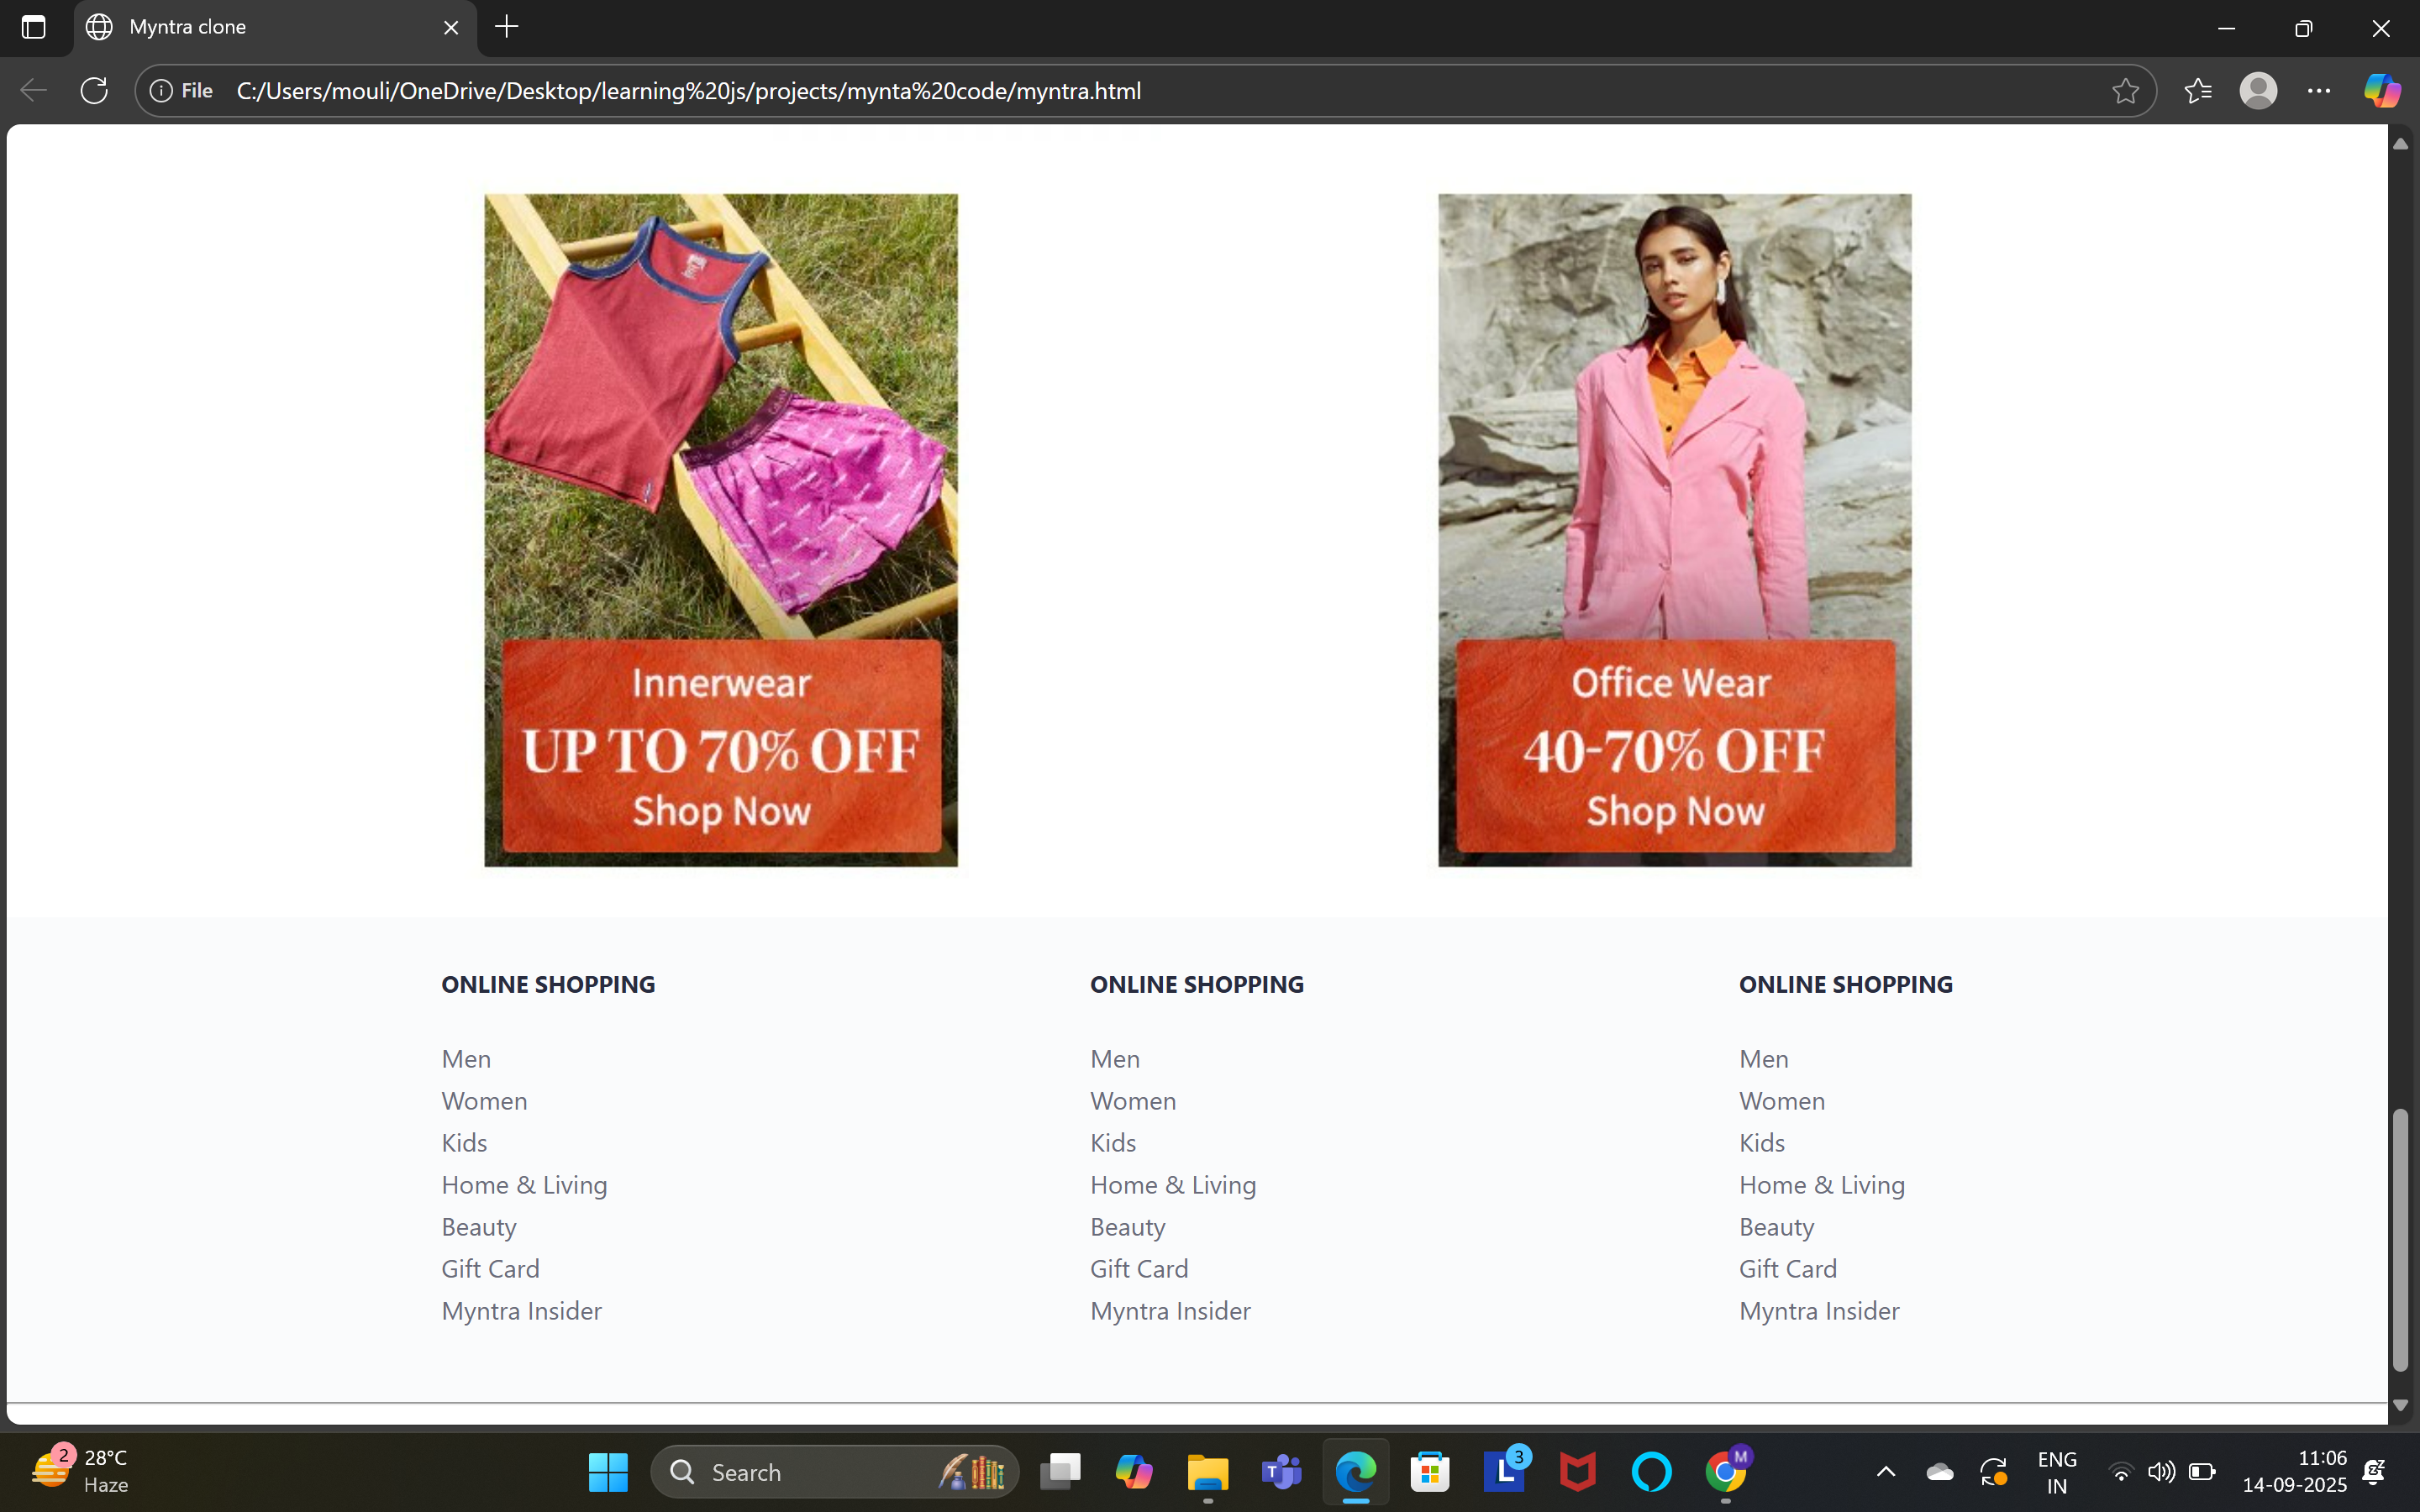 Myntra clone
File C:/Users/mouli/OneDrive/Desktop/learning%20js/projects/mynta%20code/myntra.html
Innerwear
UP TO 70% OFF
Shop Now
Office Wear
40-70% OFF
Shop Now
ONLINE SHOPPING
Men
Women
Kids
Home & Living
Beauty
Gift Card
Myntra Insider
ONLINE SHOPPING
Men
Women
Kids
Home & Living
Beauty
Gift Card
Myntra Insider
ONLINE SHOPPING
Men
Women
Kids
Home & Living
Beauty
Gift Card
Myntra Insider
2
28°C
Haze
Search
T
L
3
M
ENG
IN
11:06
14-09-2025